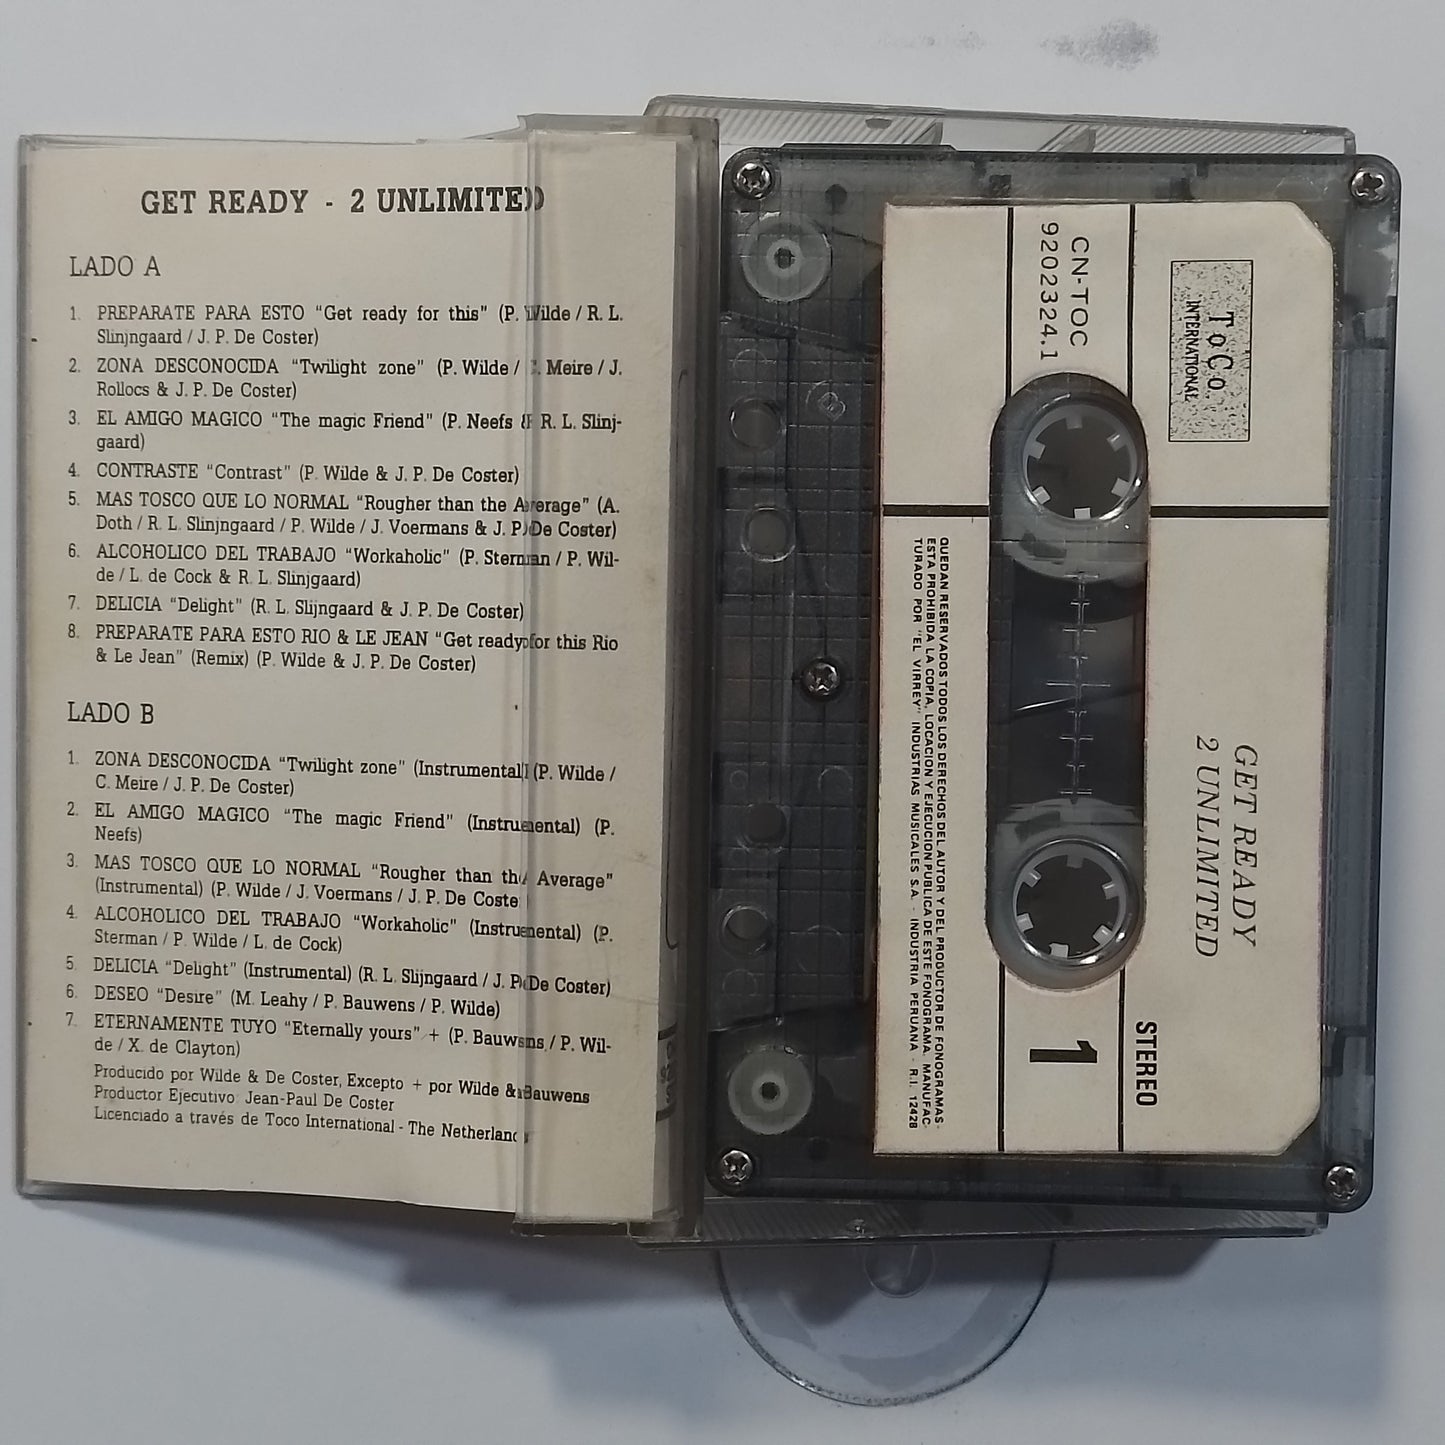 GET READY - 2 UNLIMITED
LADO A
1. PREPARATE PARA ESTO "Get ready for this" (P. Wilde / R. L.
Slinjngaard / J. P. De Coster)
2. ZONA DESCONOCIDA "Twilight zone" (P. Wilde / C. Meire / J.
Rollocs & J. P. De Coster)
3. EL AMIGO MAGICO "The magic Friend" (P. Neefs & R. L. Slinj-
gaard)
4. CONTRASTE "Contrast" (P. Wilde & J. P. De Coster)
5. MAS TOSCO QUE LO NORMAL "Rougher than the Average" (A.
Doth / R. L. Slinjngaard / P. Wilde / J. Voermans & J. P. De Coster)
6. ALCOHOLICO DEL TRABAJO "Workaholic" (P. Sterman / P. Wil-
de / L. de Cock & R. L. Slinjgaard)
7. DELICIA "Delight" (R. L. Slijngaard & J. P. De Coster)
8. PREPARATE PARA ESTO RIO & LE JEAN "Get ready for this Rio
& Le Jean" (Remix) (P. Wilde & J. P. De Coster)
LADO B
1. ZONA DESCONOCIDA "Twilight zone" (Instrumental) (P. Wilde /
C. Meire / J. P. De Coster)
2. EL AMIGO MAGICO "The magic Friend" (Instrumental) (P.
Neefs)
3. MAS TOSCO QUE LO NORMAL "Rougher than the Average"
(Instrumental) (P. Wilde / J. Voermans / J. P. De Coste
4. ALCOHOLICO DEL TRABAJO "Workaholic" (Instrumental) (P.
Sterman / P. Wilde / L. de Cock)
5. DELICIA "Delight" (Instrumental) (R. L. Slijngaard / J. P. De Coster)
6. DESEO "Desire" (M. Leahy / P. Bauwens / P. Wilde)
7. ETERNAMENTE TUYO "Eternally yours" + (P. Bauwens / P. Wil-
de / X. de Clayton)
Producido por Wilde & De Coster, Excepto + por Wilde & Bauwens
Productor Ejecutivo: Jean-Paul De Coster
Licenciado a través de Toco International - The Netherlands
ToCo
INTERNATIONAL
CN-TOC
9202324.1
GET READY
2 UNLIMITED
STEREO
1
QUEDAN RESERVADOS TODOS LOS DERECHOS DEL AUTOR Y DEL PRODUCTOR DE FONOGRAMAS-
ESTA PROHIBIDA LA COPIA, LOCACION Y EJECUCION PUBLICA DE ESTE FONOGRAMA. MANUFAC-
TURADO POR "EL VIRREY" INDUSTRIAS MUSICALES S.A. - INDUSTRIA PERUANA - R.I. 12428